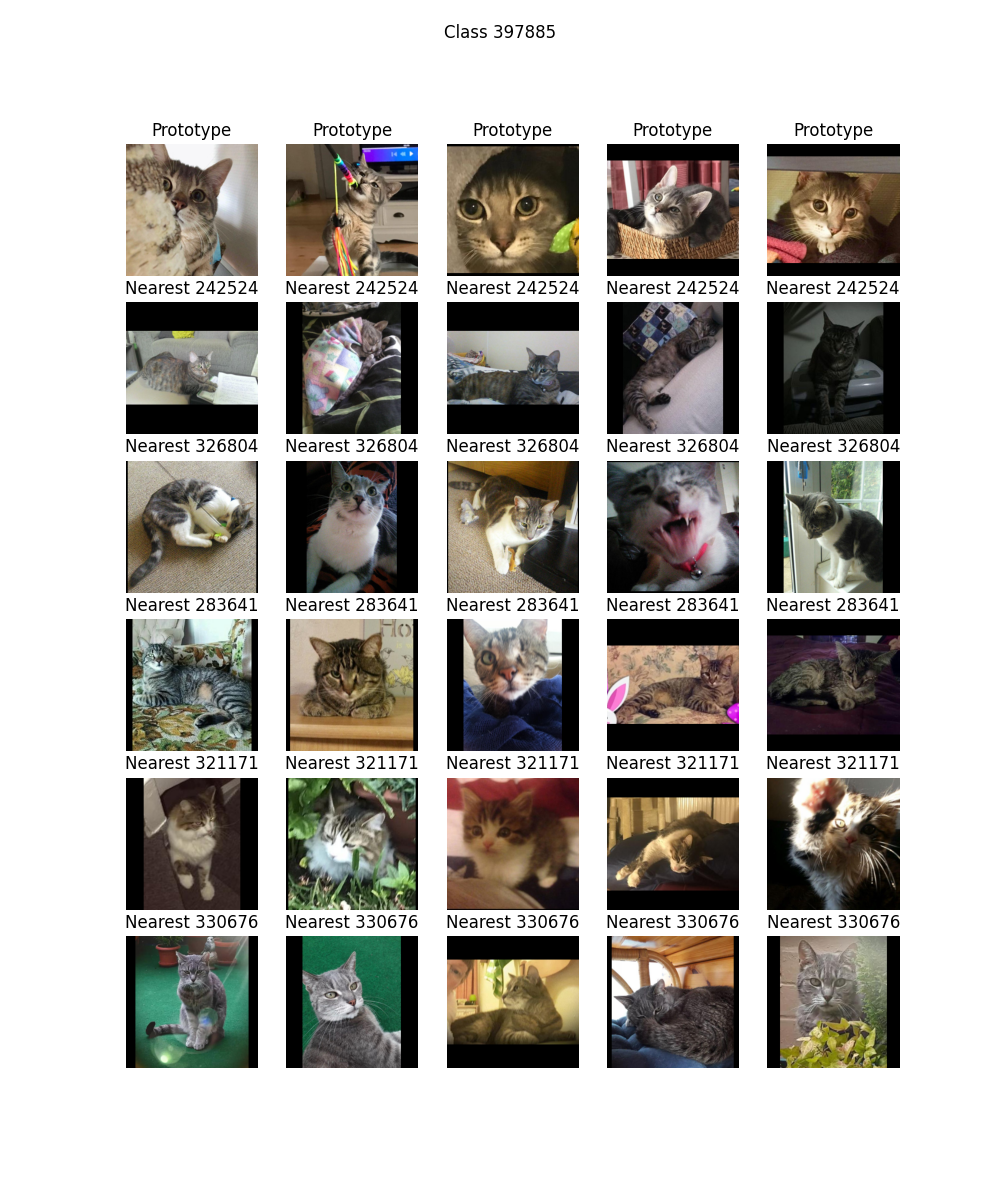 Class 397885
Prototype Prototype Prototype Prototype Prototype
Nearest 242524 Nearest 242524 Nearest 242524 Nearest 242524 Nearest 242524
Nearest 326804 Nearest 326804 Nearest 326804 Nearest 326804 Nearest 326804
Nearest 283641 Nearest 283641 Nearest 283641 Nearest 283641 Nearest 283641
Ho
Nearest 321171 Nearest 321171 Nearest 321171 Nearest 321171 Nearest 321171
Nearest 330676 Nearest 330676 Nearest 330676 Nearest 330676 Nearest 330676